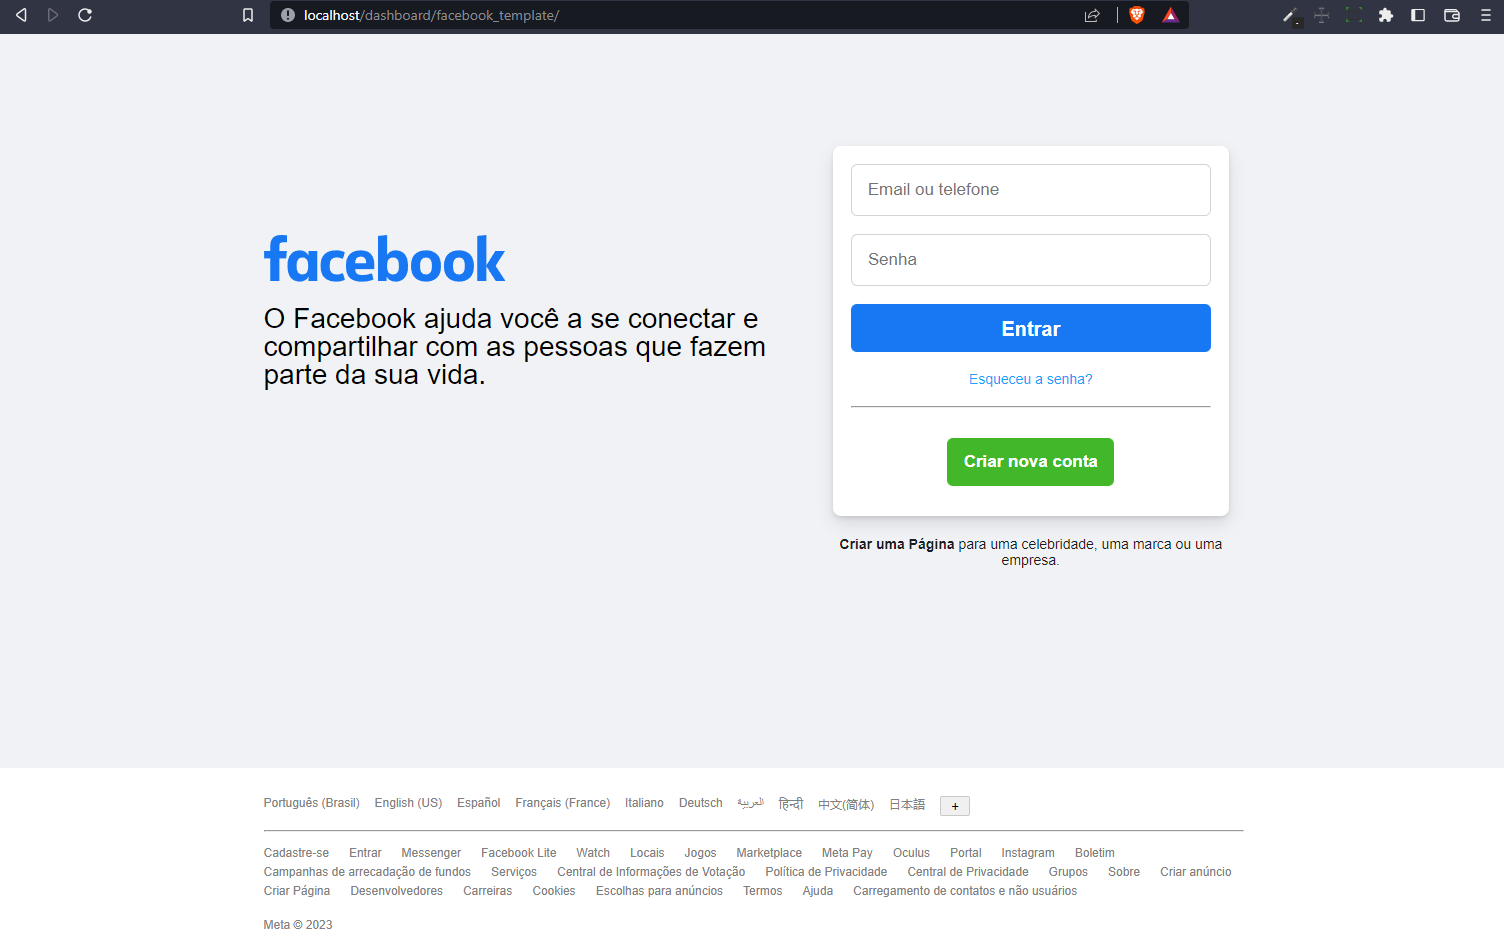 localhost/dashboard/facebook_template/
facebook
O Facebook ajuda você a se conectar e
compartilhar com as pessoas que fazem
parte da sua vida.
Email ou telefone
Senha
Entrar
Esqueceu a senha?
Criar nova conta
Criar uma Página para uma celebridade, uma marca ou uma
empresa.
Português (Brasil) English (US) Español Français (France) Italiano Deutsch العربية हिन्दी 中文(简体) 日本語 +
Cadastre-se Entrar Messenger Facebook Lite Watch Locais Jogos Marketplace Meta Pay Oculus Portal Instagram Boletim
Campanhas de arrecadação de fundos Serviços Central de Informações de Votação Política de Privacidade Central de Privacidade Grupos Sobre Criar anúncio
Criar Página Desenvolvedores Carreiras Cookies Escolhas para anúncios Termos Ajuda Carregamento de contatos e não usuários
Meta © 2023